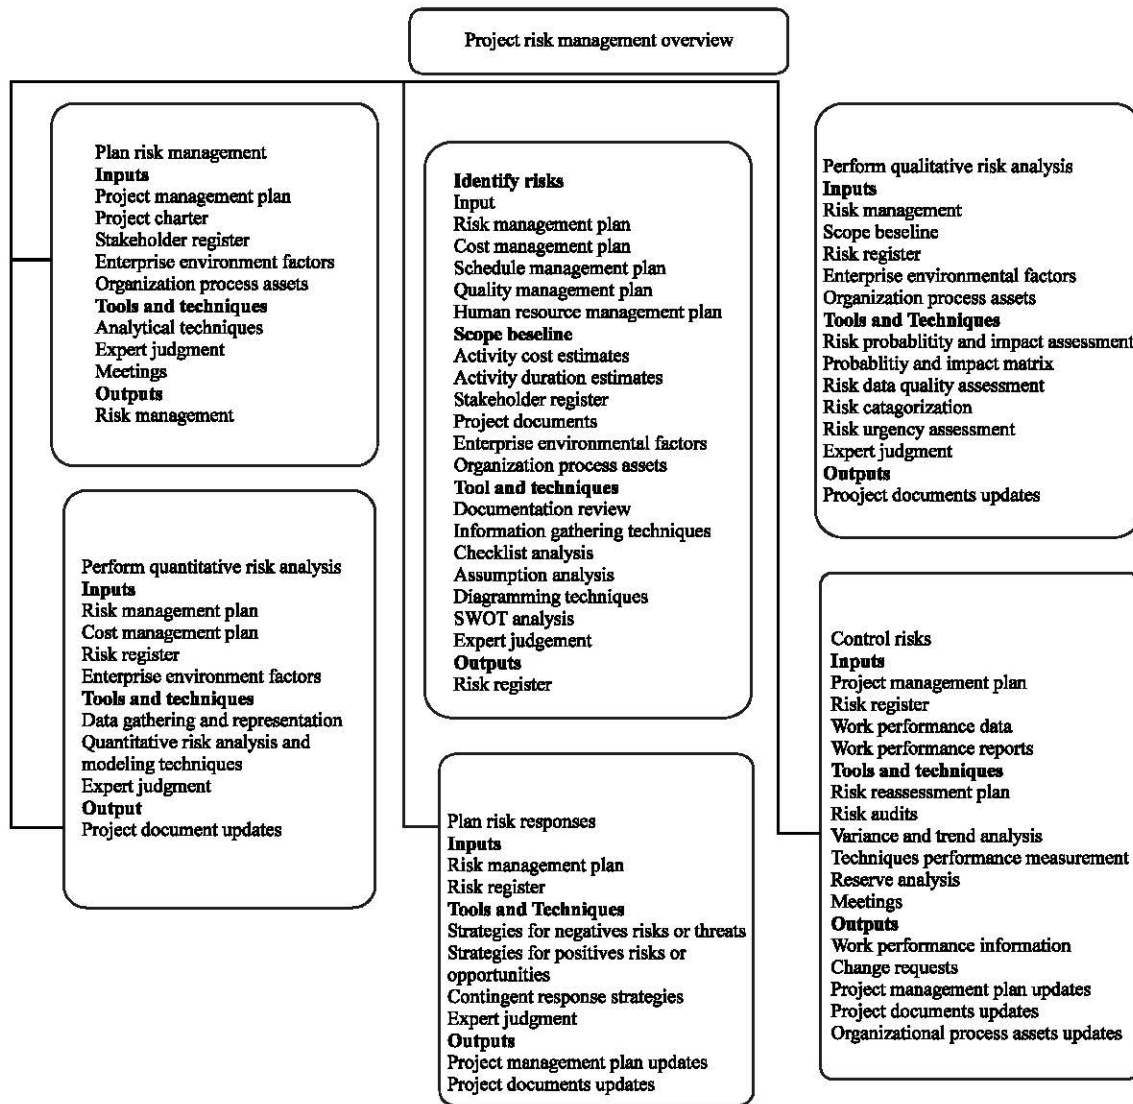 Project risk management overview
Plan risk management
Inputs
Project management plan
Project charter
Stakeholder register
Enterprise environment factors
Organization process assets
Tools and techniques
Analytical techniques
Expert judgment
Meetings
Outputs
Risk management
Identify risks
Input
Risk management plan
Cost management plan
Schedule management plan
Quality management plan
Human resource management plan
Scope beseline
Activity cost estimates
Activity duration estimates
Stakeholder register
Project documents
Enterprise environmental factors
Organization process assets
Tool and techniques
Documentation review
Information gathering techniques
Checklist analysis
Assumption analysis
Diagramming techniques
SWOT analysis
Expert judgement
Outputs
Risk register
Perform qualitative risk analysis
Inputs
Risk management
Scope beseline
Risk register
Enterprise environmental factors
Organization process assets
Tools and Techniques
Risk probablitity and impact assessment
Probablitiy and impact matrix
Risk data quality assessment
Risk catagorization
Risk urgency assessment
Expert judgment
Outputs
Prooject documents updates
Perform quantitative risk analysis
Inputs
Risk management plan
Cost management plan
Risk register
Enterprise environment factors
Tools and techniques
Data gathering and representation
Quantitative risk analysis and
modeling techniques
Expert judgment
Output
Project document updates
Plan risk responses
Inputs
Risk management plan
Risk register
Tools and Techniques
Strategies for negatives risks or threats
Strategies for positives risks or
opportunities
Contingent response strategies
Expert judgment
Outputs
Project management plan updates
Project documents updates
Control risks
Inputs
Project management plan
Risk register
Work performance data
Work performance reports
Tools and techniques
Risk reassessment plan
Risk audits
Variance and trend analysis
Techniques performance measurement
Reserve analysis
Meetings
Outputs
Work performance information
Change requests
Project management plan updates
Project documents updates
Organizational process assets updates